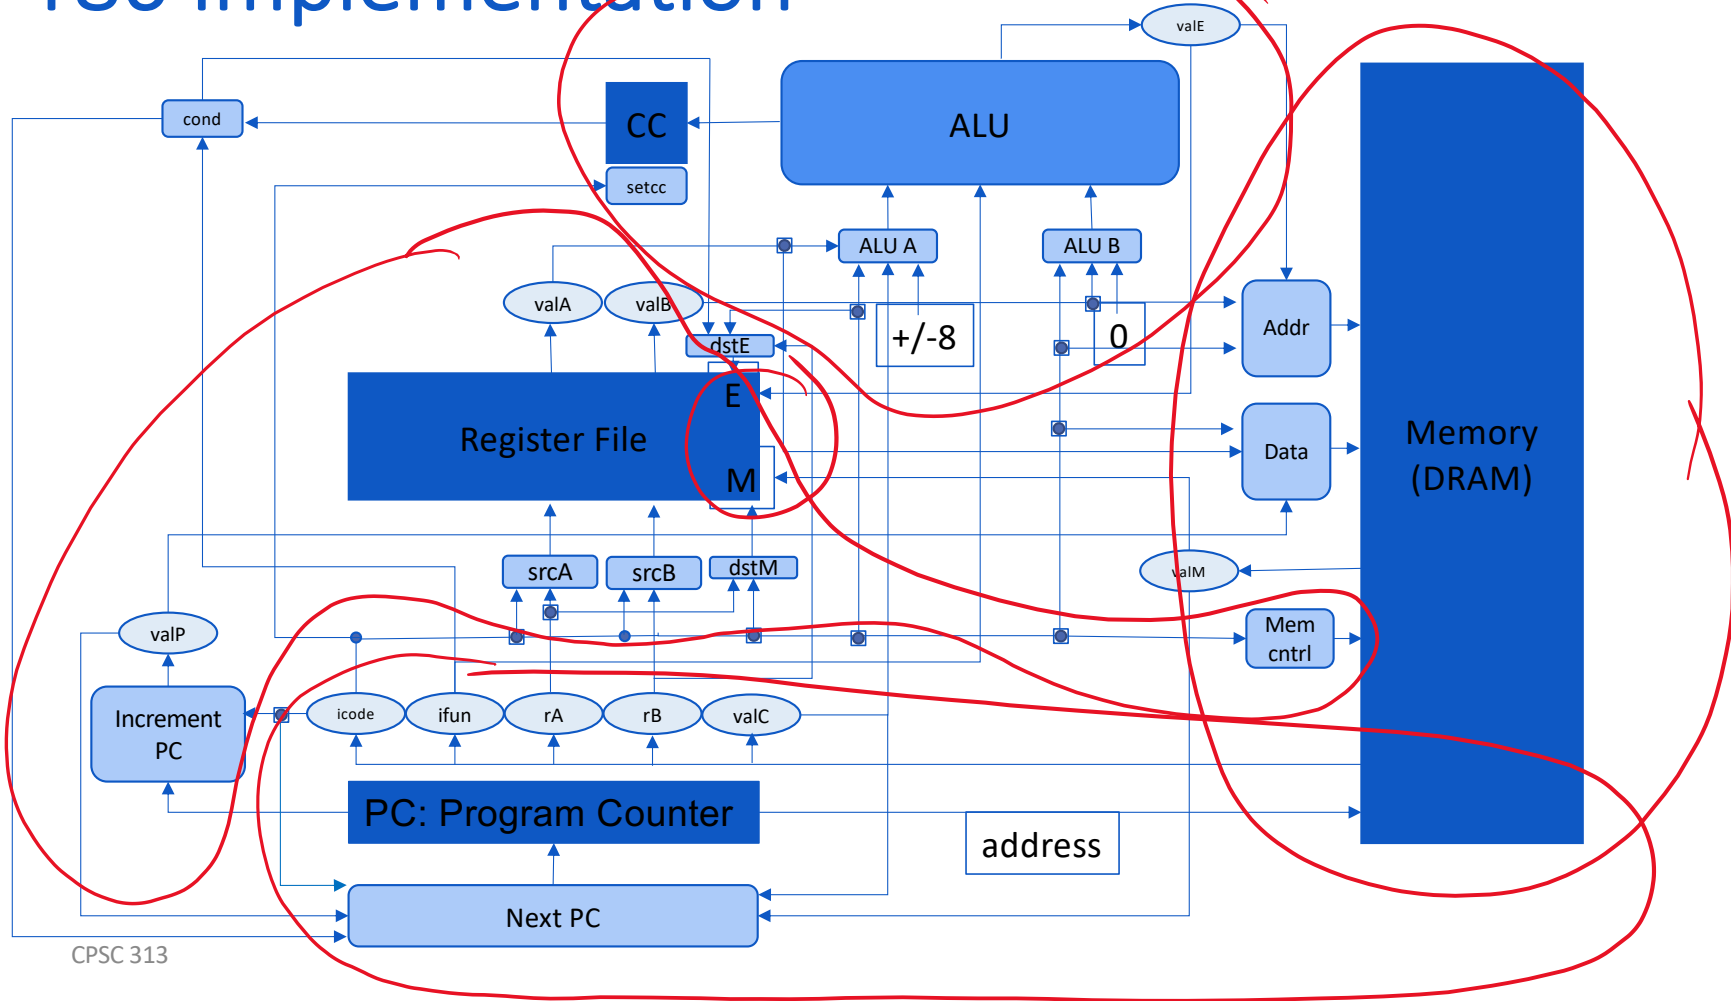 valE
cond
CC
ALU
setcc
ALU A
ALU B
valA
valB
+/-8
0
Addr
dstE
E
Register File
M
Data
Memory
(DRAM)
srcA
srcB
dstM
valM
valP
Mem
cntrl
Increment
PC
icode
ifun
rA
rB
valC
PC: Program Counter
address
Next PC
CPSC 313